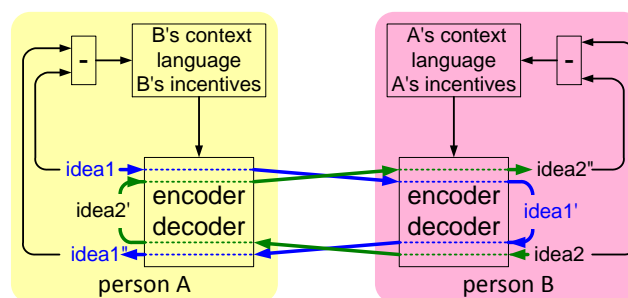 -
B's context
language
B's incentives
A's context
language
A's incentives
-
idea1
idea2"
encoder
decoder
encoder
decoder
idea2'
idea1'
idea1"
idea2
person A
person B